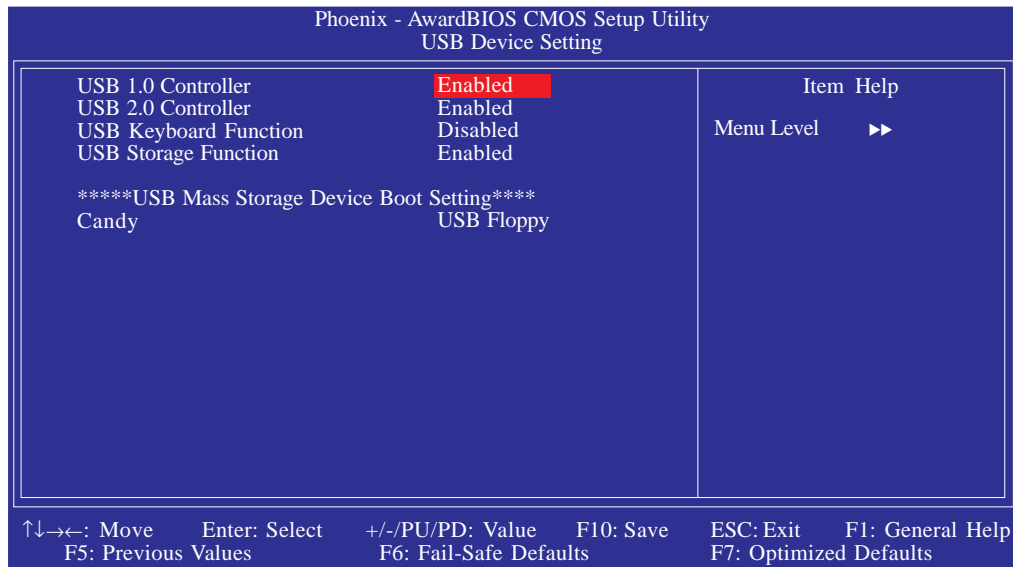 Phoenix - AwardBIOS CMOS Setup Utility
USB Device Setting
USB 1.0 Controller Enabled
USB 2.0 Controller Enabled
USB Keyboard Function Disabled
USB Storage Function Enabled
*****USB Mass Storage Device Boot Setting****
Candy USB Floppy
Item Help
Menu Level ▶▶
↑↓→←: Move Enter: Select +/-/PU/PD: Value F10: Save ESC: Exit F1: General Help
F5: Previous Values F6: Fail-Safe Defaults F7: Optimized Defaults